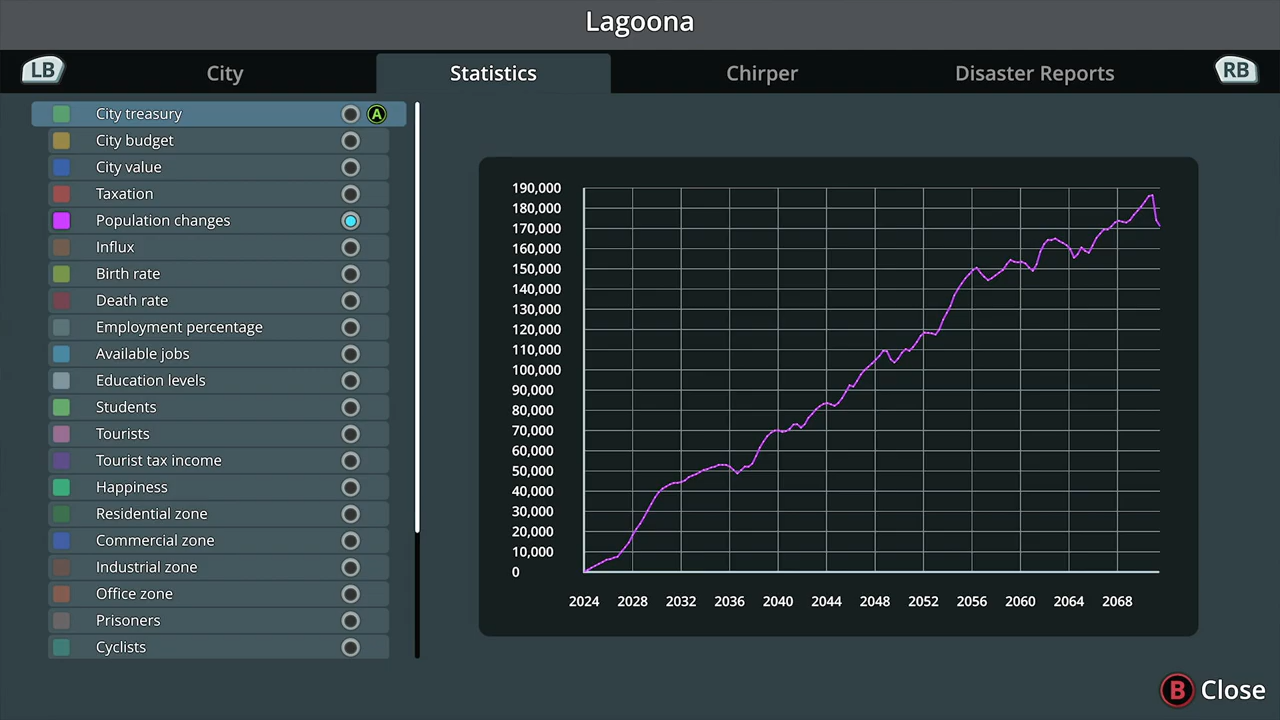 Lagoona
LB City Statistics Chirper Disaster Reports RB
City treasury A
City budget
City value
Taxation
Population changes
Influx
Birth rate
Death rate
Employment percentage
Available jobs
Education levels
Students
Tourists
Tourist tax income
Happiness
Residential zone
Commercial zone
Industrial zone
Office zone
Prisoners
Cyclists
190,000
180,000
170,000
160,000
150,000
140,000
130,000
120,000
110,000
100,000
90,000
80,000
70,000
60,000
50,000
40,000
30,000
20,000
10,000
0
2024 2028 2032 2036 2040 2044 2048 2052 2056 2060 2064 2068
B Close